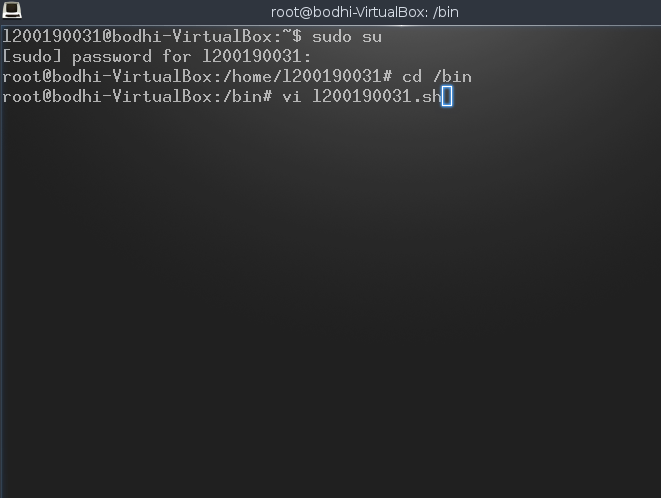 root@bodhi-VirtualBox: /bin
l200190031@bodhi-VirtualBox:~$ sudo su
[sudo] password for l200190031:
root@bodhi-VirtualBox:/home/l200190031# cd /bin
root@bodhi-VirtualBox:/bin# vi l200190031.sh